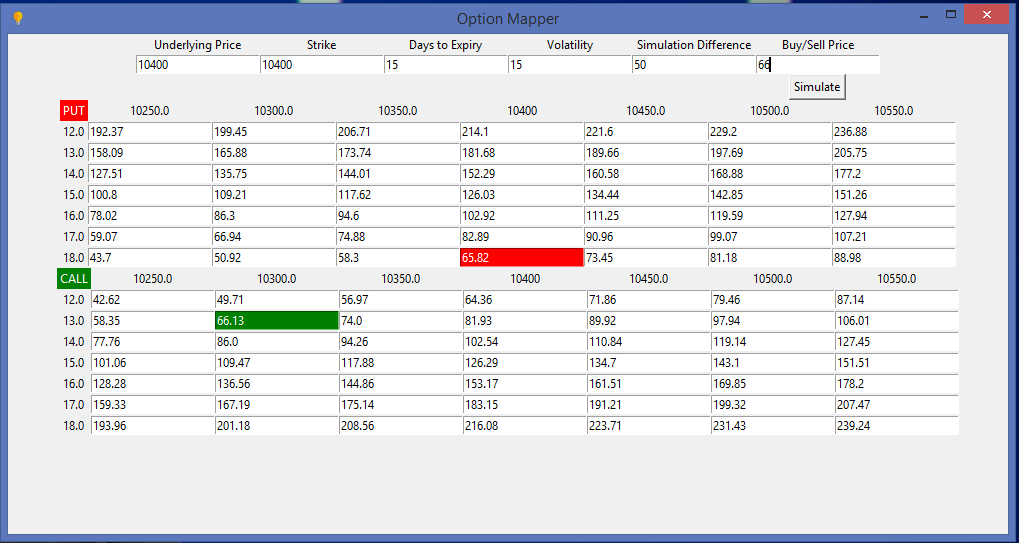 Option Mapper
Underlying Price Strike Days to Expiry Volatility Simulation Difference Buy/Sell Price
10400 10400 15 15 50 66
Simulate
PUT 10250.0 10300.0 10350.0 10400 10450.0 10500.0 10550.0
12.0 192.37 199.45 206.71 214.1 221.6 229.2 236.88
13.0 158.09 165.88 173.74 181.68 189.66 197.69 205.75
14.0 127.51 135.75 144.01 152.29 160.58 168.88 177.2
15.0 100.8 109.21 117.62 126.03 134.44 142.85 151.26
16.0 78.02 86.3 94.6 102.92 111.25 119.59 127.94
17.0 59.07 66.94 74.88 82.89 90.96 99.07 107.21
18.0 43.7 50.92 58.3 65.82 73.45 81.18 88.98
CALL 10250.0 10300.0 10350.0 10400 10450.0 10500.0 10550.0
12.0 42.62 49.71 56.97 64.36 71.86 79.46 87.14
13.0 58.35 66.13 74.0 81.93 89.92 97.94 106.01
14.0 77.76 86.0 94.26 102.54 110.84 119.14 127.45
15.0 101.06 109.47 117.88 126.29 134.7 143.1 151.51
16.0 128.28 136.56 144.86 153.17 161.51 169.85 178.2
17.0 159.33 167.19 175.14 183.15 191.21 199.32 207.47
18.0 193.96 201.18 208.56 216.08 223.71 231.43 239.24